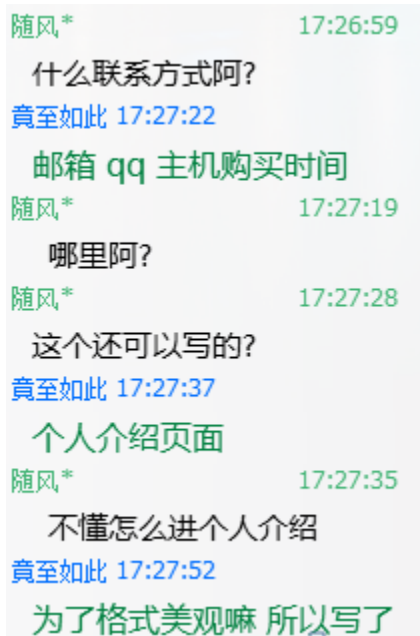 随风* 17:26:59
什么联系方式阿?
竟至如此 17:27:22
邮箱 qq 主机购买时间
随风* 17:27:19
哪里阿?
随风* 17:27:28
这个还可以写的?
竟至如此 17:27:37
个人介绍页面
随风* 17:27:35
不懂怎么进个人介绍
竟至如此 17:27:52
为了格式美观嘛 所以写了